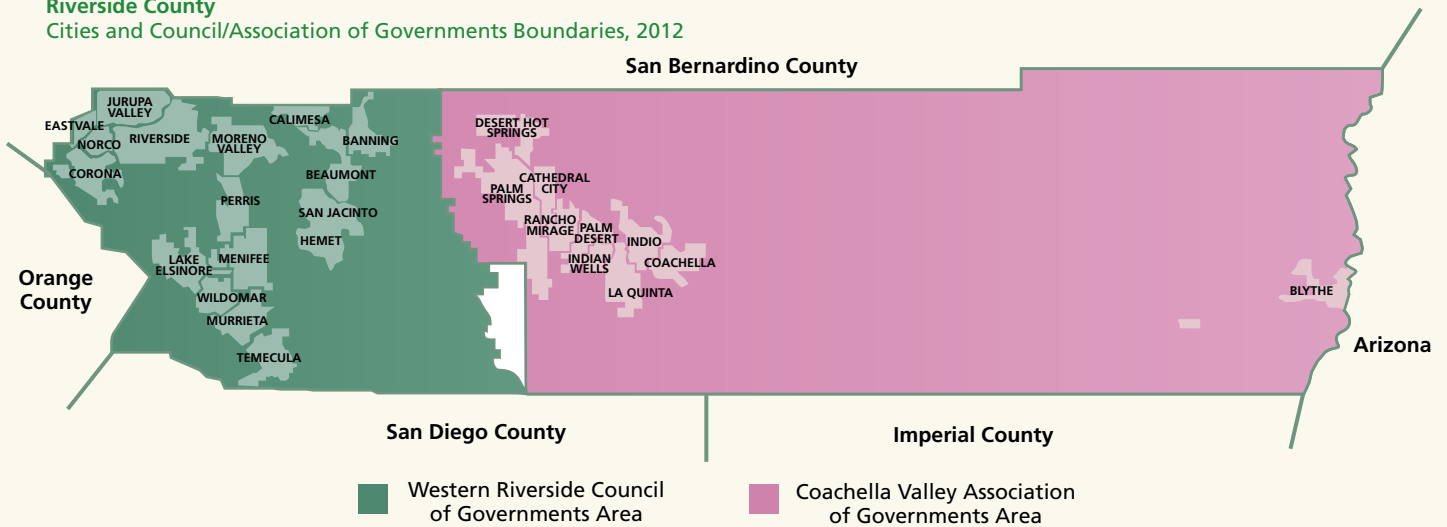 Riverside County
Cities and Council/Association of Governments Boundaries, 2012
San Bernardino County
JURUPA
VALLEY
EASTVALE
NORCO
RIVERSIDE
CORONA
MORENO
VALLEY
CALIMESA
BANNING
BEAUMONT
PERRIS
SAN JACINTO
HEMET
LAKE
ELSINORE
MENIFEE
WILDOMAR
MURRIETA
TEMECULA
DESERT HOT
SPRINGS
CATHEDRAL
CITY
PALM
SPRINGS
RANCHO
MIRAGE
PALM
DESERT
INDIO
INDIAN
WELLS
COACHELLA
LA QUINTA
BLYTHE
Orange
County
Arizona
San Diego County
Imperial County
Western Riverside Council
of Governments Area
Coachella Valley Association
of Governments Area